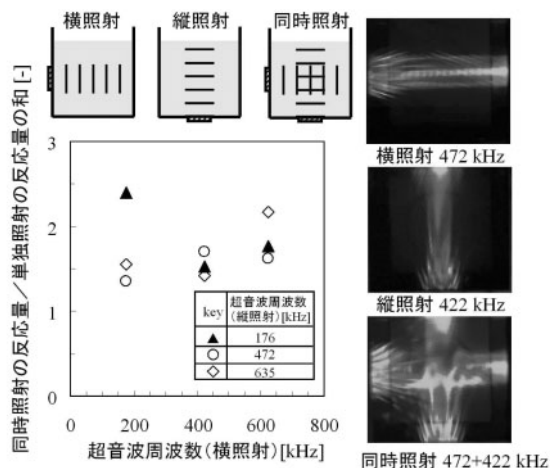 横照射
縦照射
同時照射
同時照射の反応量／単独照射の反応量の和 [-]
3
2
1
0
0
200
400
600
800
超音波周波数(横照射)[kHz]
key 超音波周波数(縦照射)[kHz]
▲ 176
○ 472
◇ 635
横照射 472 kHz
縦照射 422 kHz
同時照射 472+422 kHz